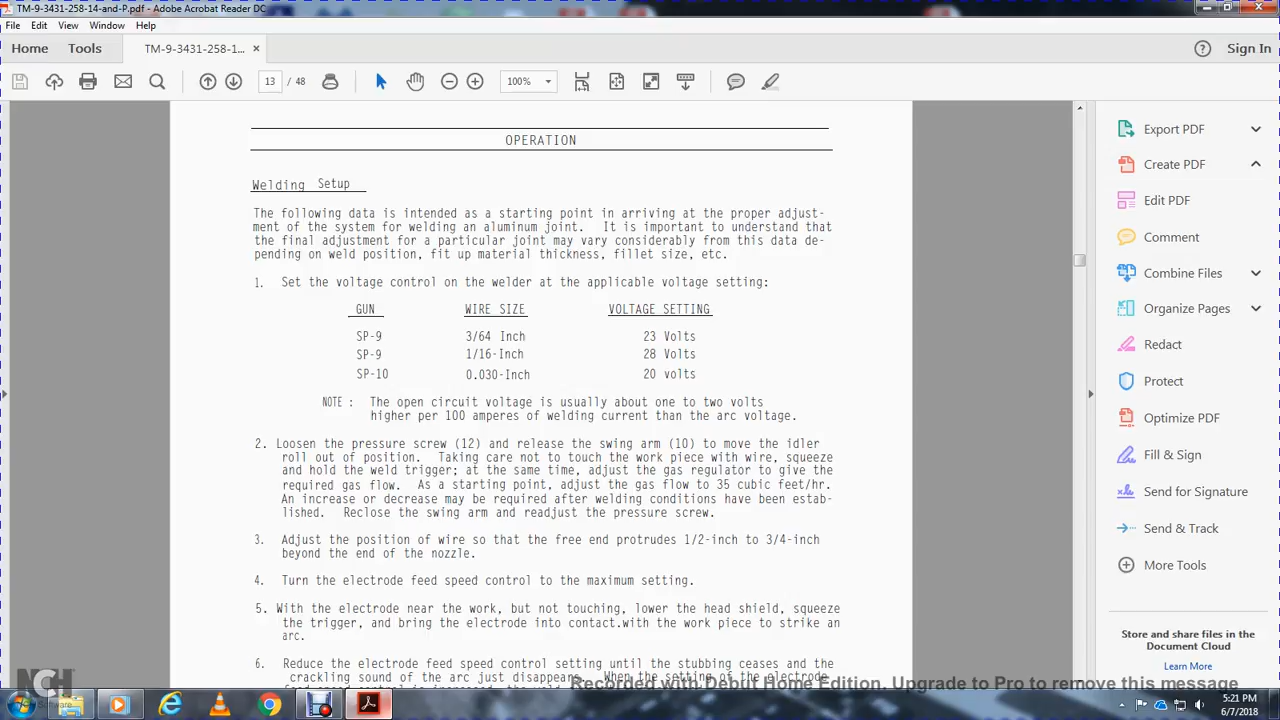 TM-9-3431-258-14-and-P.pdf - Adobe Acrobat Reader DC
File Edit View Window Help
Home Tools TM-9-3431-258-1... × Sign In
13 / 48 100%
OPERATION
Welding Setup
The following data is intended as a starting point in arriving at the proper adjust-
ment of the system for welding an aluminum joint. It is important to understand that
the final adjustment for a particular joint may vary considerably from this data de-
pending on weld position, fit up material thickness, fillet size, etc.
1. Set the voltage control on the welder at the applicable voltage setting:
GUN WIRE SIZE VOLTAGE SETTING
SP-9 3/64 Inch 23 Volts
SP-9 1/16-Inch 28 Volts
SP-10 0.030-Inch 20 volts
NOTE : The open circuit voltage is usually about one to two volts
higher per 100 amperes of welding current than the arc voltage.
2. Loosen the pressure screw (12) and release the swing arm (10) to move the idler
roll out of position. Taking care not to touch the work piece with wire, squeeze
and hold the weld trigger; at the same time, adjust the gas regulator to give the
required gas flow. As a starting point, adjust the gas flow to 35 cubic feet/hr.
An increase or decrease may be required after welding conditions have been estab-
lished. Reclose the swing arm and readjust the pressure screw.
3. Adjust the position of wire so that the free end protrudes 1/2-inch to 3/4-inch
beyond the end of the nozzle.
4. Turn the electrode feed speed control to the maximum setting.
5. With the electrode near the work, but not touching, lower the head shield, squeeze
the trigger, and bring the electrode into contact.with the work piece to strike an
arc.
6. Reduce the electrode feed speed control setting until the stubbing ceases and the
crackling sound of the arc just disappears. When the setting of the electrode
Export PDF
Create PDF
Edit PDF
Comment
Combine Files
Organize Pages
Redact
Protect
Optimize PDF
Fill & Sign
Send for Signature
Send & Track
More Tools
Store and share files in the
Document Cloud
Learn More
NCH Software
Recorded with Debut Home Edition. Upgrade to Pro to remove this message
5:21 PM
6/7/2018